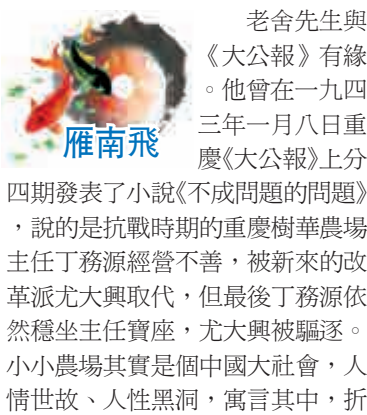 雁南飛
老舍先生與
《大公報》有緣
。他曾在一九四
三年一月八日重
慶《大公報》上分
四期發表了小說《不成問題的問題》
，說的是抗戰時期的重慶樹華農場
主任丁務源經營不善，被新來的改
革派尤大興取代，但最後丁務源依
然穩坐主任寶座，尤大興被驅逐。
小小農場其實是個中國大社會，人
情世故、人性黑洞，寓言其中，折